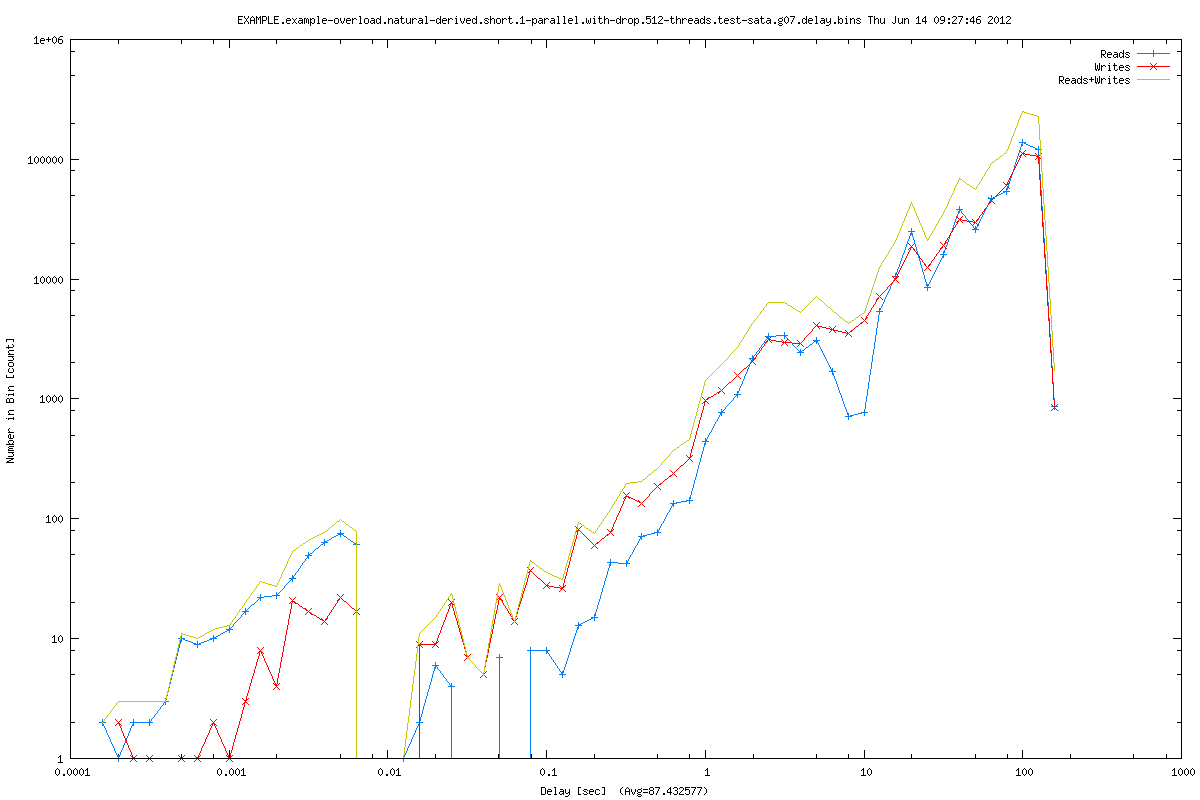 EXAMPLE.example-overload.natural-derived.short.1-parallel.with-drop.512-threads.test-sata.g07.delay.bins Thu Jun 14 09:27:46 2012
Reads
Writes
Reads+Writes
1e+06
100000
10000
1000
100
10
1
Number in Bin [count]
0.0001 0.001 0.01 0.1 1 10 100 1000
Delay [sec] (Avg=87.432577)